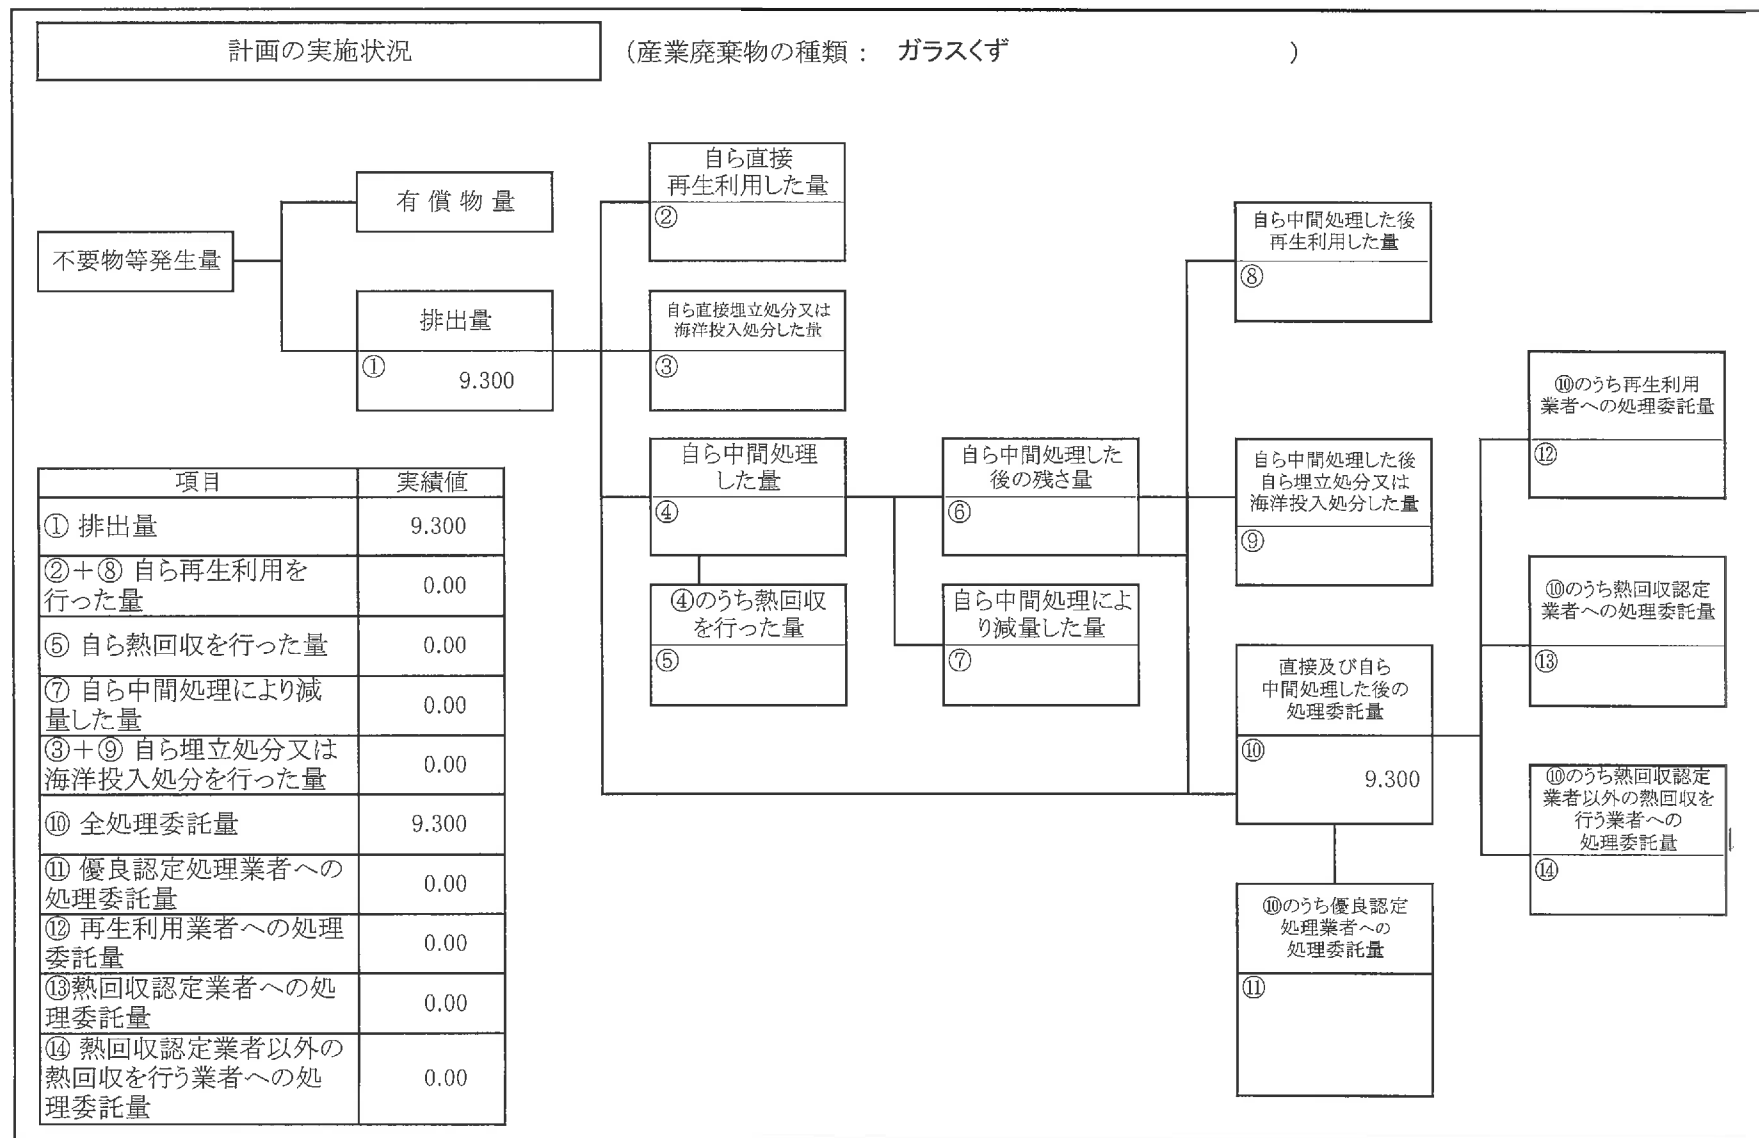 計画の実施状況
(産業廃棄物の種類： ガラスくず )
不要物等発生量
有償物量
排出量
①
9.300
自ら直接
再生利用した量
②
自ら直接埋立処分又は
海洋投入処分した量
③
自ら中間処理
した量
④
④のうち熱回収
を行った量
⑤
自ら中間処理した
後の残さ量
⑥
自ら中間処理によ
り減量した量
⑦
自ら中間処理した後
再生利用した量
⑧
自ら中間処理した後
自ら埋立処分又は
海洋投入処分した量
⑨
直接及び自ら
中間処理した後の
処理委託量
⑩
9.300
⑩のうち優良認定
処理業者への
処理委託量
⑪
⑩のうち再生利用
業者への処理委託量
⑫
⑩のうち熱回収認定
業者への処理委託量
⑬
⑩のうち熱回収認定
業者以外の熱回収を
行う業者への
処理委託量
⑭
項目 実績値
① 排出量 9.300
②＋⑧ 自ら再生利用を
行った量 0.00
⑤ 自ら熱回収を行った量 0.00
⑦ 自ら中間処理により減
量した量 0.00
③＋⑨ 自ら埋立処分又は
海洋投入処分を行った量 0.00
⑩ 全処理委託量 9.300
⑪ 優良認定処理業者への
処理委託量 0.00
⑫ 再生利用業者への処理
委託量 0.00
⑬熱回収認定業者への処
理委託量 0.00
⑭ 熱回収認定業者以外の
熱回収を行う業者への処
理委託量 0.00